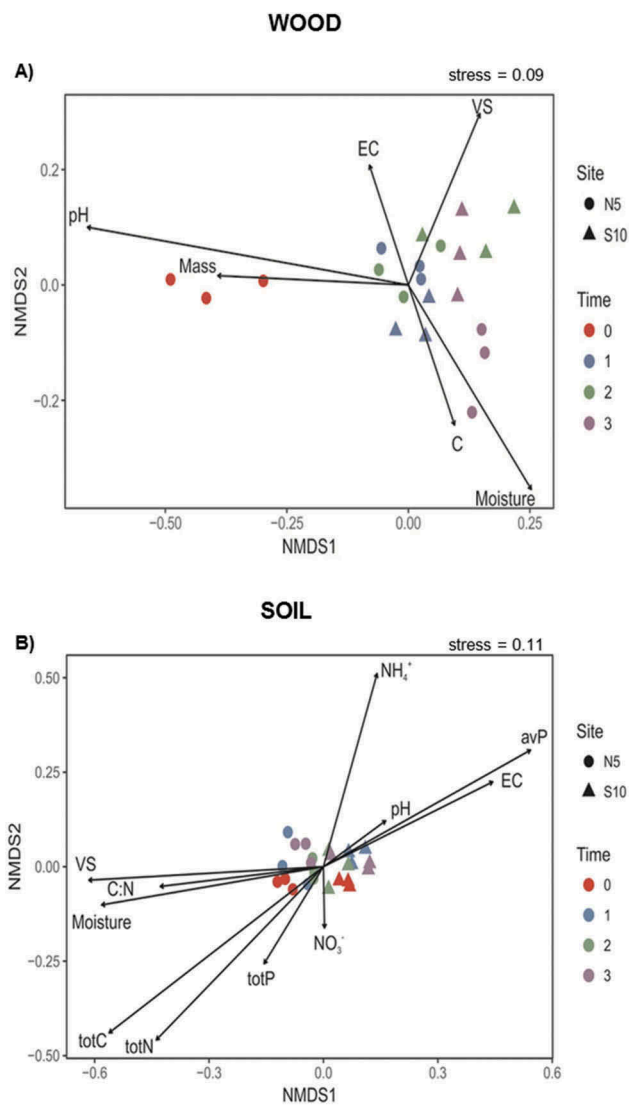 WOOD
A)
stress = 0.09
VS
EC
pH
Mass
C
Moisture
0.2
0.0
−0.2
NMDS2
−0.50
−0.25
0.00
0.25
NMDS1
Site
N5
S10
Time
0
1
2
3
SOIL
B)
stress = 0.11
NH₄⁺
avP
EC
pH
VS
C:N
Moisture
NO₃⁻
totP
totC
totN
0.50
0.25
0.00
−0.25
−0.50
NMDS2
−0.6
−0.3
0.0
0.3
0.6
NMDS1
Site
N5
S10
Time
0
1
2
3